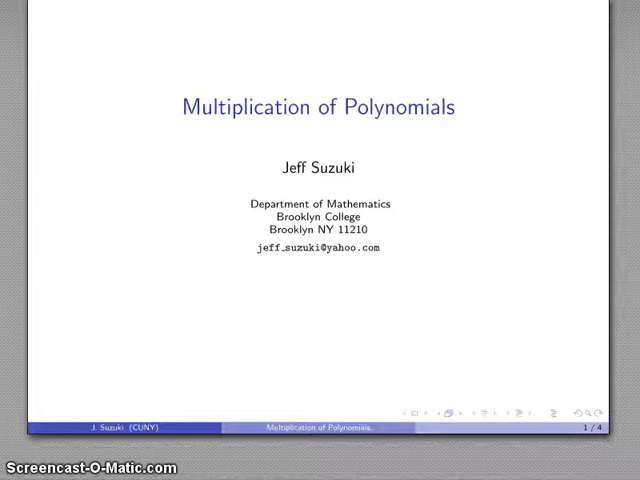 Multiplication of Polynomials
Jeff Suzuki
Department of Mathematics
Brooklyn College
Brooklyn NY 11210
jeff_suzuki@yahoo.com
J. Suzuki (CUNY)
Multiplication of Polynomials
1 / 4
Screencast-O-Matic.com